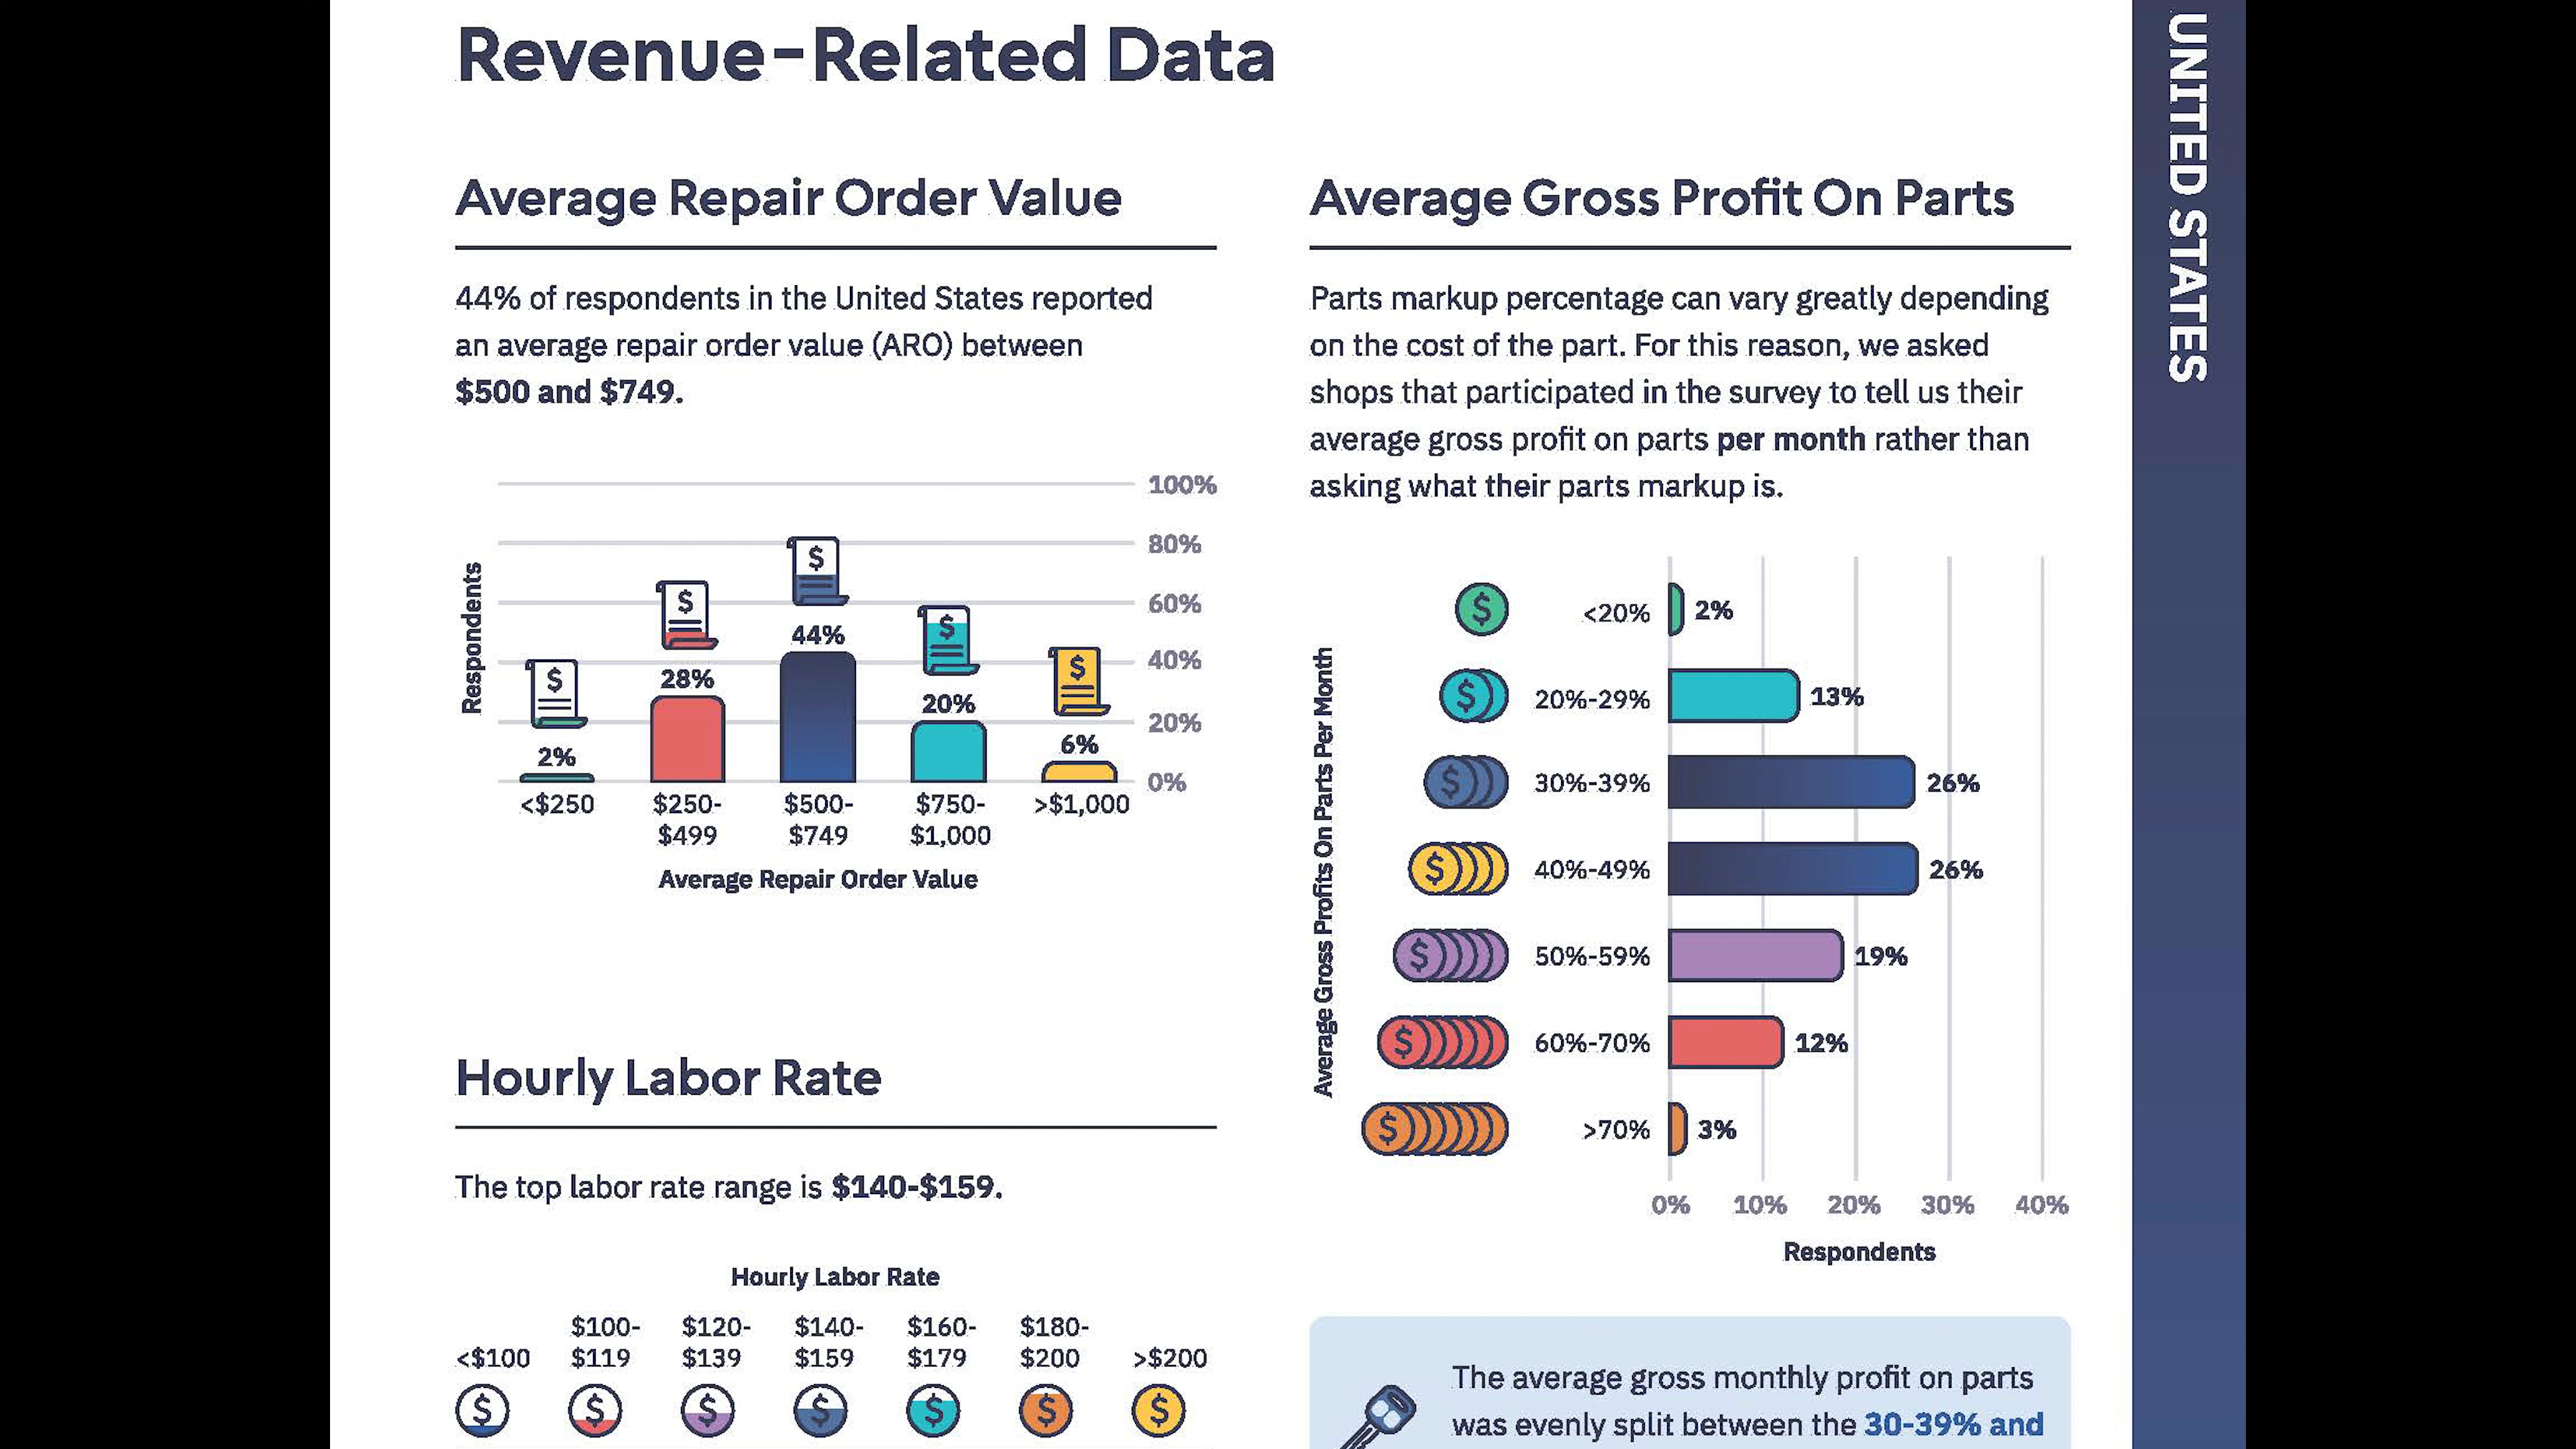 Revenue-Related Data
UNITED STATES
Average Repair Order Value
44% of respondents in the United States reported
an average repair order value (ARO) between
$500 and $749.
Respondents
100%
80%
60%
40%
20%
0%
2%
28%
44%
20%
6%
<$250
$250-
$499
$500-
$749
$750-
$1,000
>$1,000
Average Repair Order Value
Hourly Labor Rate
The top labor rate range is $140-$159.
Hourly Labor Rate
<$100
$100-
$119
$120-
$139
$140-
$159
$160-
$179
$180-
$200
>$200
$ $ $ $ $ $ $
Average Gross Profit On Parts
Parts markup percentage can vary greatly depending
on the cost of the part. For this reason, we asked
shops that participated in the survey to tell us their
average gross profit on parts per month rather than
asking what their parts markup is.
Average Gross Profits On Parts Per Month
$ <20% 2%
$ 20%-29% 13%
$ 30%-39% 26%
$ 40%-49% 26%
$ 50%-59% 19%
$ 60%-70% 12%
$ >70% 3%
0% 10% 20% 30% 40%
Respondents
The average gross monthly profit on parts
was evenly split between the 30-39% and